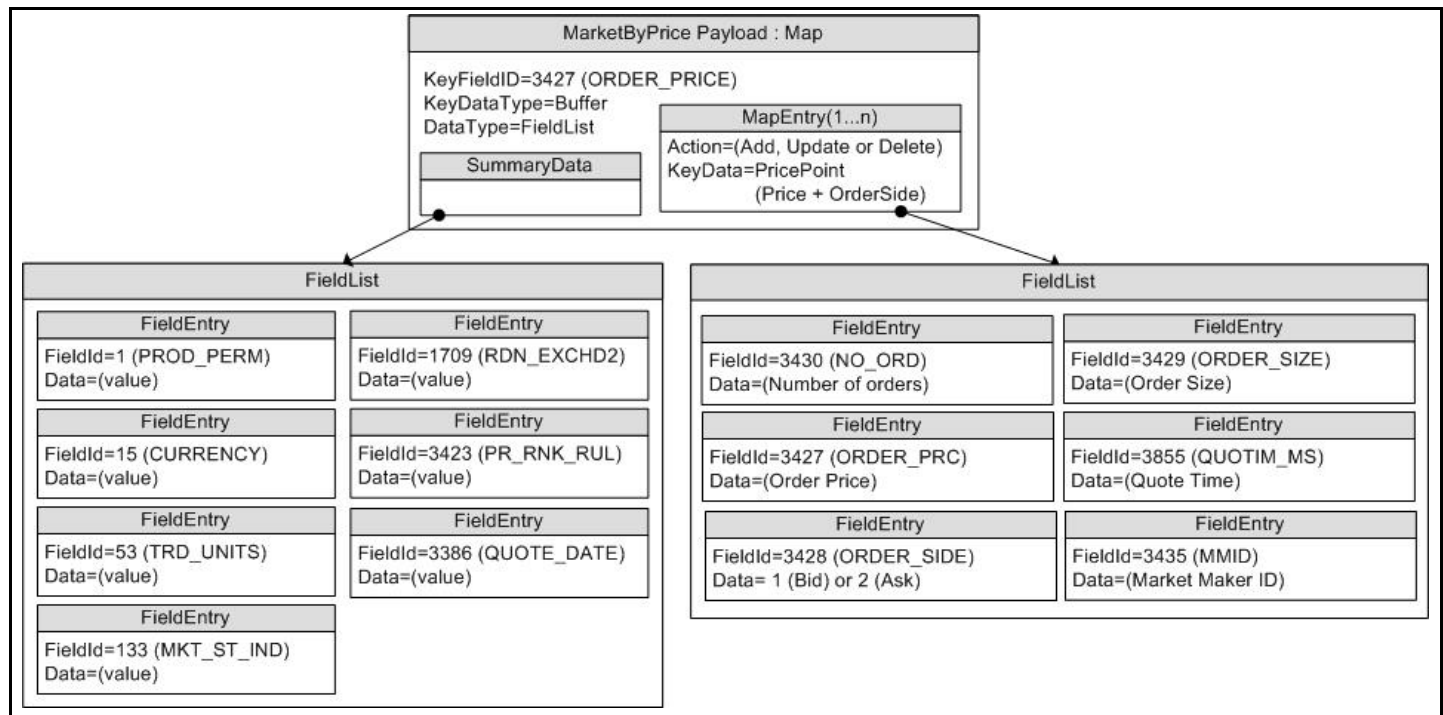 MarketByPrice Payload : Map
KeyFieldID=3427 (ORDER_PRICE)
KeyDataType=Buffer
DataType=FieldList
SummaryData
MapEntry(1...n)
Action=(Add, Update or Delete)
KeyData=PricePoint
(Price + OrderSide)
FieldList
FieldEntry
FieldId=1 (PROD_PERM)
Data=(value)
FieldEntry
FieldId=1709 (RDN_EXCHD2)
Data=(value)
FieldEntry
FieldId=15 (CURRENCY)
Data=(value)
FieldEntry
FieldId=3423 (PR_RNK_RUL)
Data=(value)
FieldEntry
FieldId=53 (TRD_UNITS)
Data=(value)
FieldEntry
FieldId=3386 (QUOTE_DATE)
Data=(value)
FieldEntry
FieldId=133 (MKT_ST_IND)
Data=(value)
FieldList
FieldEntry
FieldId=3430 (NO_ORD)
Data=(Number of orders)
FieldEntry
FieldId=3429 (ORDER_SIZE)
Data=(Order Size)
FieldEntry
FieldId=3427 (ORDER_PRC)
Data=(Order Price)
FieldEntry
FieldId=3855 (QUOTIM_MS)
Data=(Quote Time)
FieldEntry
FieldId=3428 (ORDER_SIDE)
Data= 1 (Bid) or 2 (Ask)
FieldEntry
FieldId=3435 (MMID)
Data=(Market Maker ID)